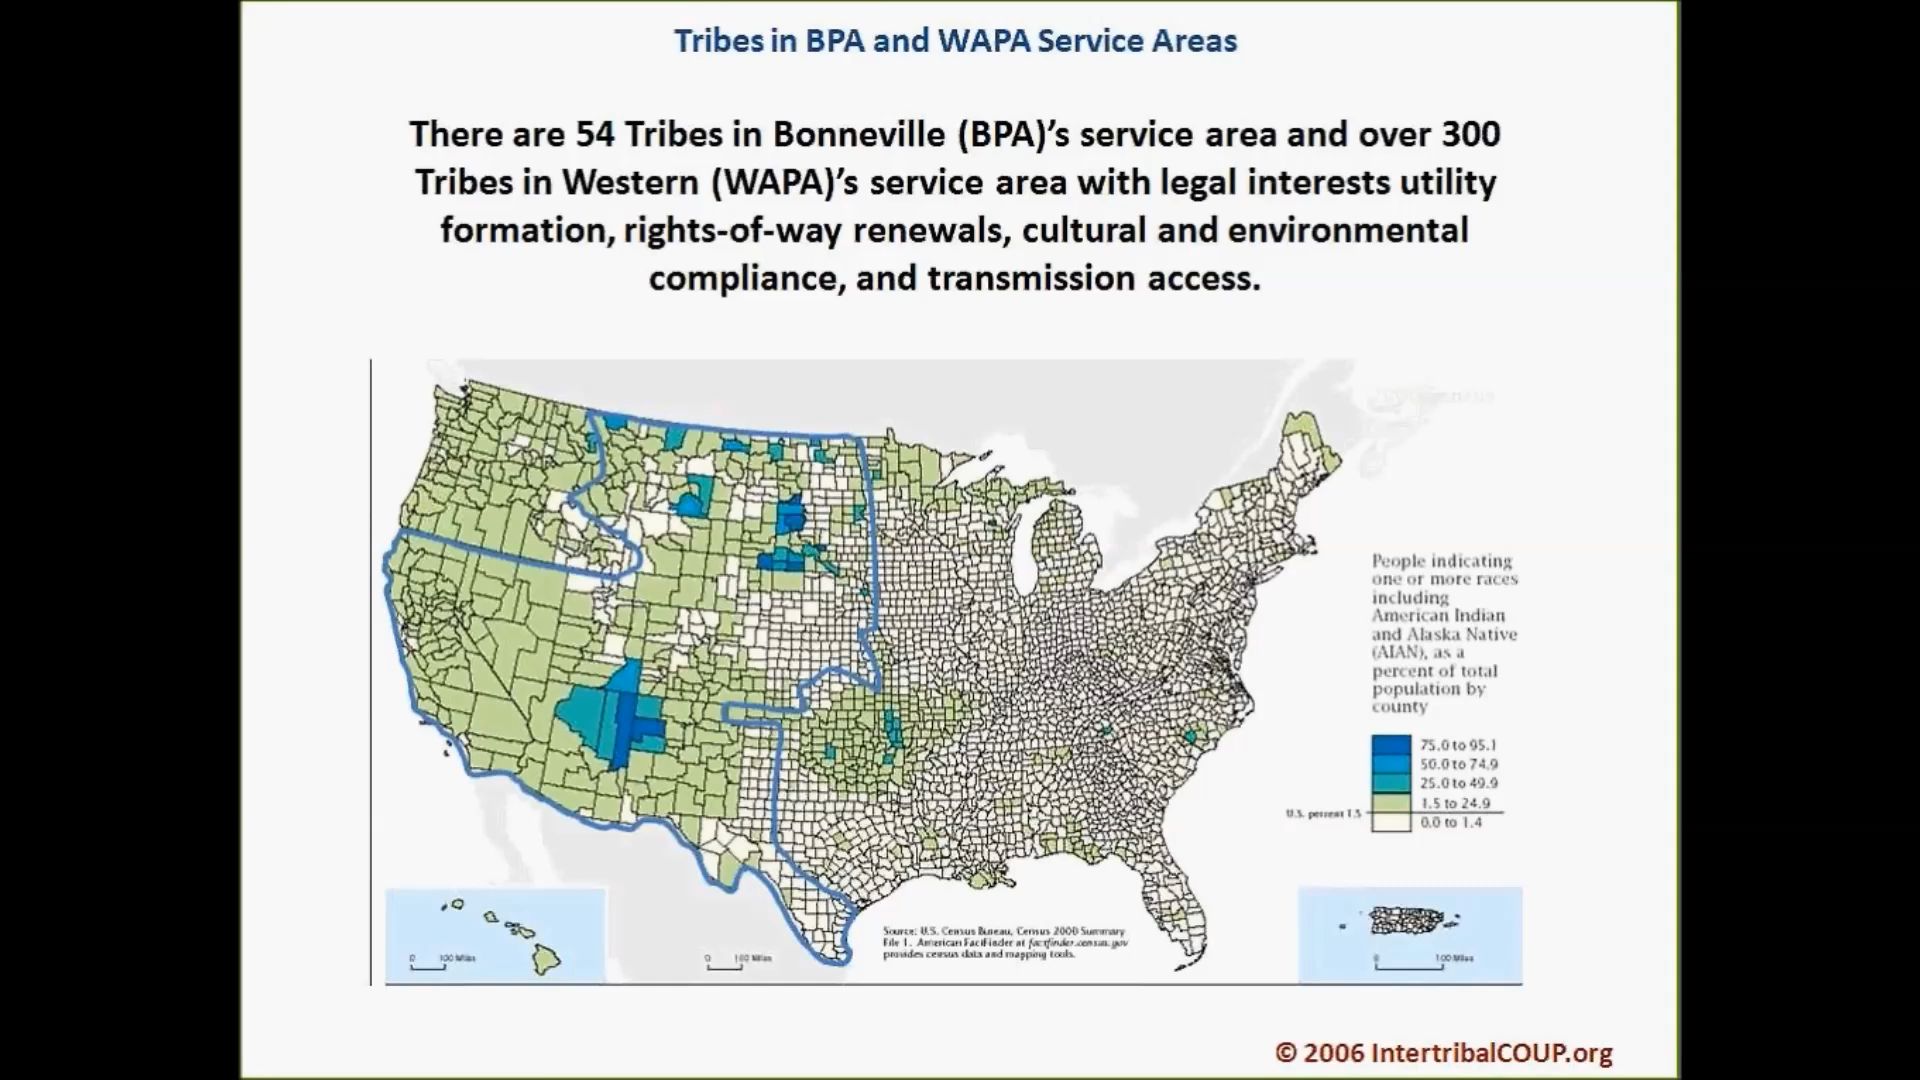 Tribes in BPA and WAPA Service Areas
There are 54 Tribes in Bonneville (BPA)'s service area and over 300
Tribes in Western (WAPA)'s service area with legal interests utility
formation, rights-of-way renewals, cultural and environmental
compliance, and transmission access.
People indicating
one or more races
including
American Indian
and Alaska Native
(AIAN), as a
percent of total
population by
county
75.0 to 95.1
50.0 to 74.9
25.0 to 49.9
1.5 to 24.9
U.S. percent 1.5
0.0 to 1.4
Source: U.S. Census Bureau, Census 2000 Summary
File 1. American FactFinder at factfinder.census.gov
provides census data and mapping tools.
0 100 Miles
0 100 Miles
0 100 Miles
© 2006 IntertribalCOUP.org